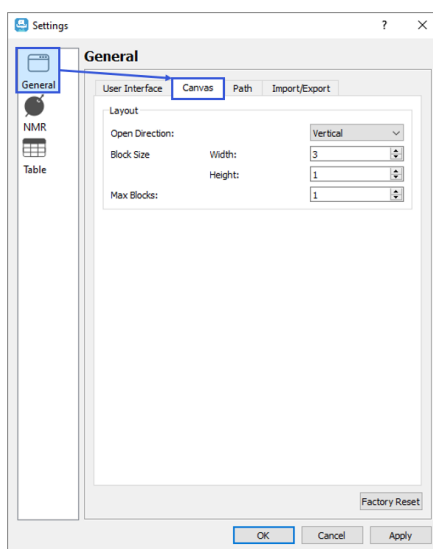 Settings ?
General
General
User Interface Canvas Path Import/Export
Layout
NMR
Open Direction: Vertical
Block Size Width: 3
Table
Height: 1
Max Blocks: 1
Factory Reset
OK Cancel Apply